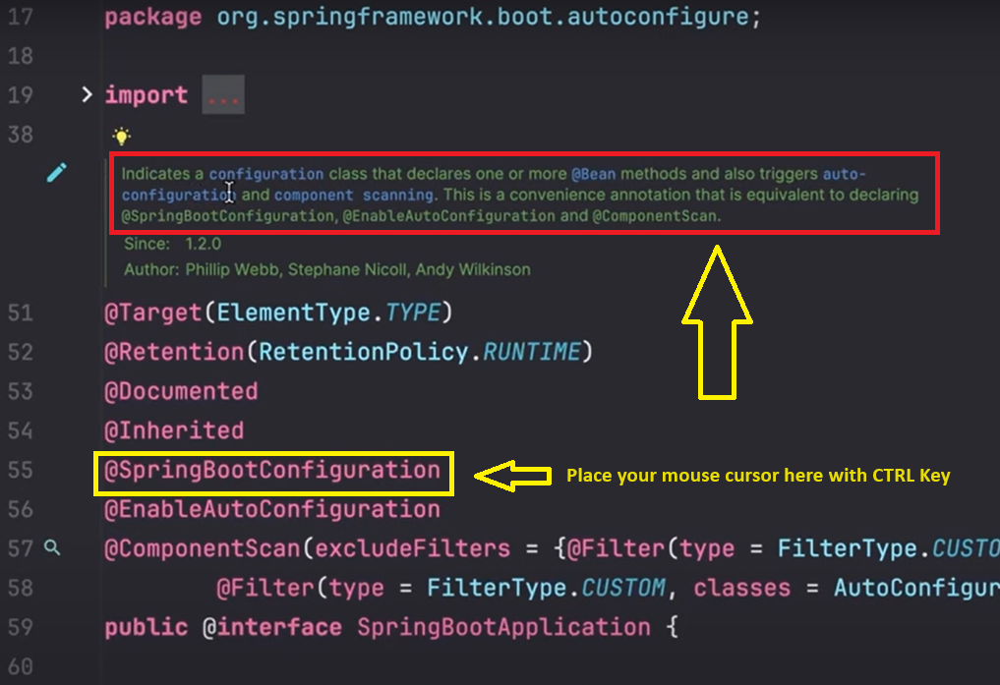 17 package org.springframework.boot.autoconfigure;
18
19 import ...
38
Indicates a configuration class that declares one or more @Bean methods and also triggers auto-
configuration and component scanning. This is a convenience annotation that is equivalent to declaring
@SpringBootConfiguration, @EnableAutoConfiguration and @ComponentScan.
Since: 1.2.0
Author: Phillip Webb, Stephane Nicoll, Andy Wilkinson
51 @Target(ElementType.TYPE)
52 @Retention(RetentionPolicy.RUNTIME)
53 @Documented
54 @Inherited
55 @SpringBootConfiguration Place your mouse cursor here with CTRL Key
56 @EnableAutoConfiguration
57 @ComponentScan(excludeFilters = {@Filter(type = FilterType.CUSTO
58 @Filter(type = FilterType.CUSTOM, classes = AutoConfigur
59 public @interface SpringBootApplication {
60